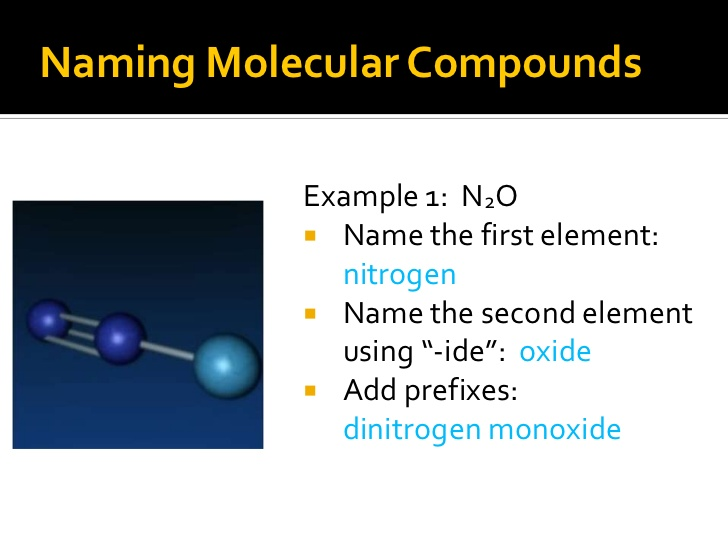 Naming Molecular Compounds
Example 1: N₂O
■ Name the first element:
nitrogen
■ Name the second element
using “-ide”: oxide
■ Add prefixes:
dinitrogen monoxide